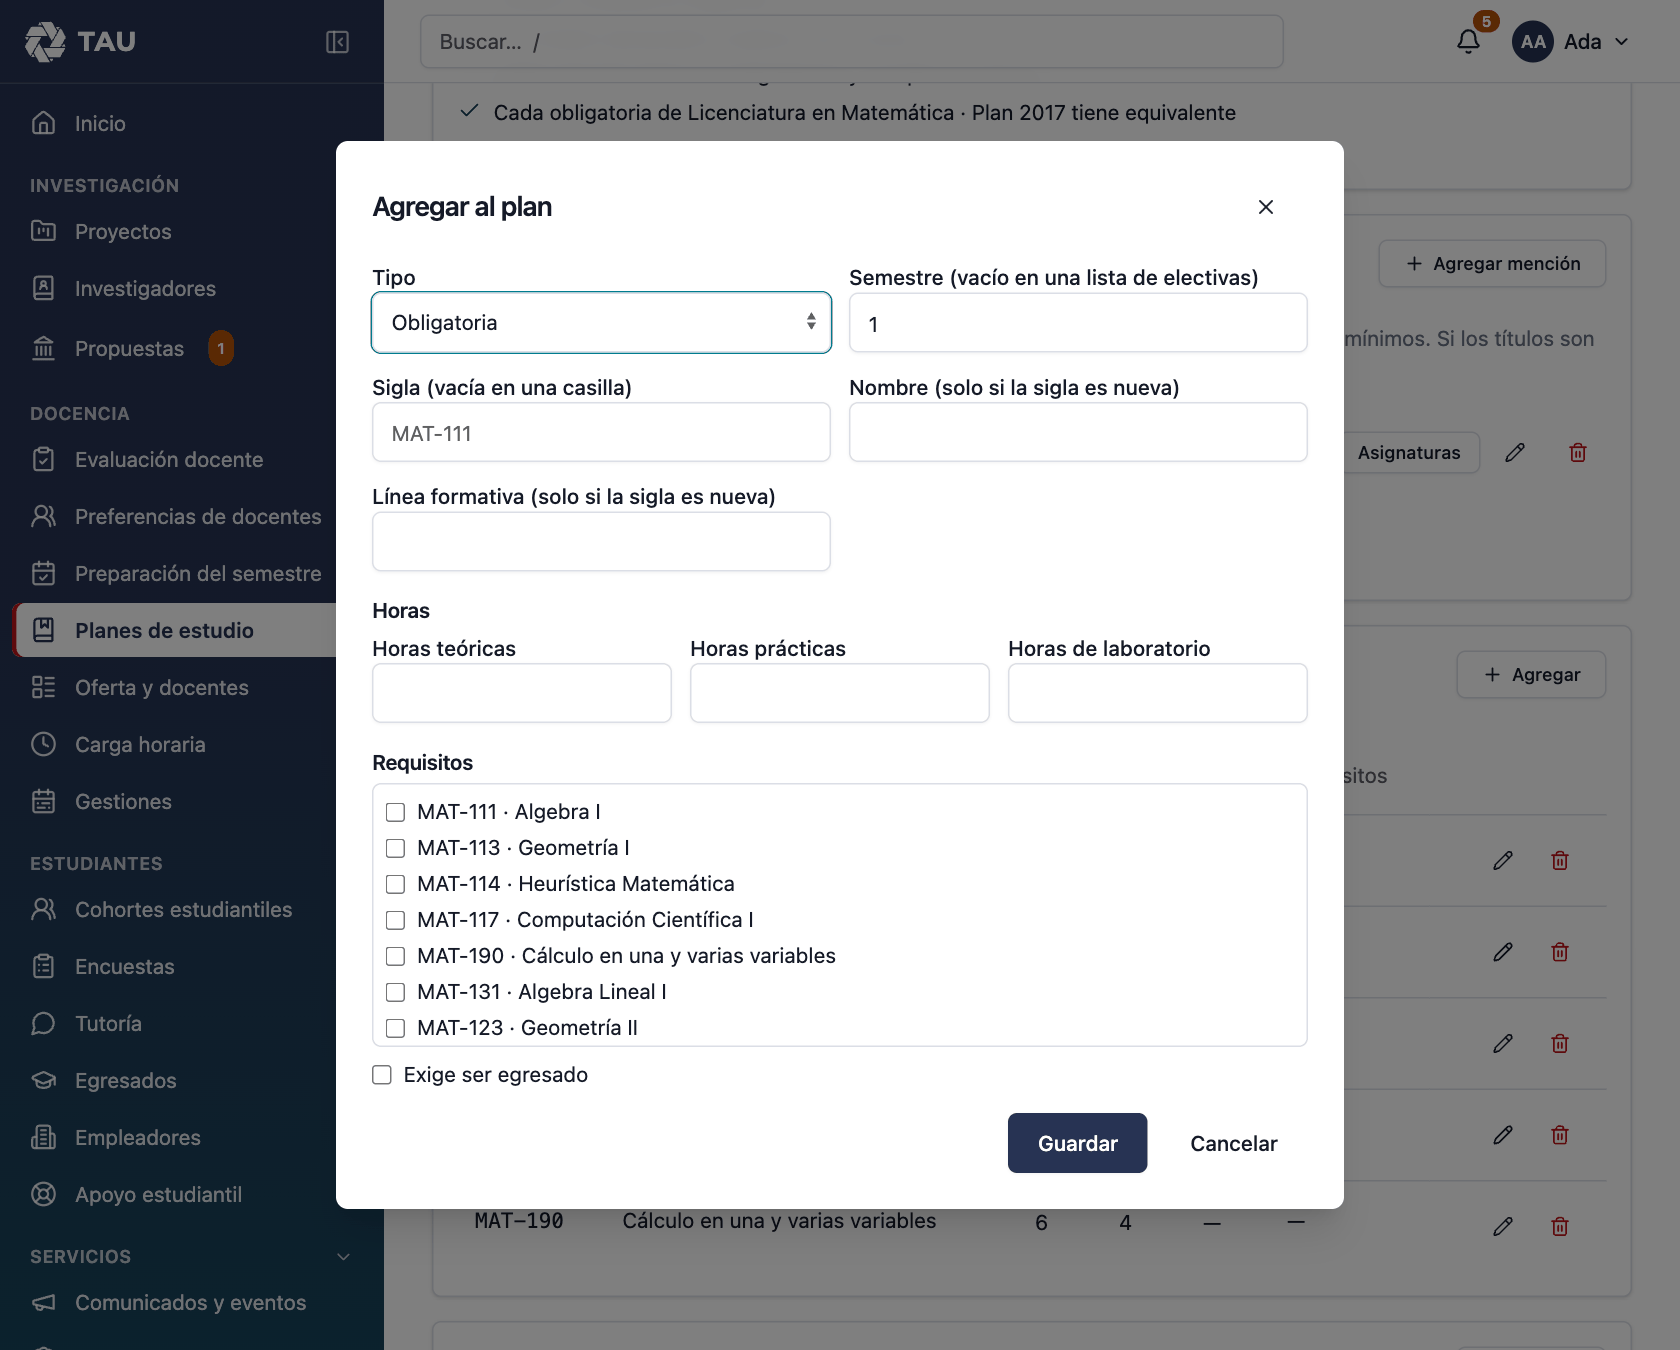 TAU
Buscar... /
5
AA
Ada
Inicio
INVESTIGACIÓN
Proyectos
Investigadores
Propuestas
1
DOCENCIA
Evaluación docente
Preferencias de docentes
Preparación del semestre
Planes de estudio
Oferta y docentes
Carga horaria
Gestiones
ESTUDIANTES
Cohortes estudiantiles
Encuestas
Tutoría
Egresados
Empleadores
Apoyo estudiantil
SERVICIOS
Comunicados y eventos
Cada obligatoria de Licenciatura en Matemática · Plan 2017 tiene equivalente
Agregar mención
mínimos. Si los títulos son
Asignaturas
Agregar
Agregar al plan
Tipo
Obligatoria
Semestre (vacío en una lista de electivas)
1
Sigla (vacía en una casilla)
MAT-111
Nombre (solo si la sigla es nueva)
Línea formativa (solo si la sigla es nueva)
Horas
Horas teóricas
Horas prácticas
Horas de laboratorio
Requisitos
MAT-111 · Algebra I
MAT-113 · Geometría I
MAT-114 · Heurística Matemática
MAT-117 · Computación Científica I
MAT-190 · Cálculo en una y varias variables
MAT-131 · Algebra Lineal I
MAT-123 · Geometría II
Exige ser egresado
Guardar
Cancelar
MAT-190 Cálculo en una y varias variables 6 4 — —